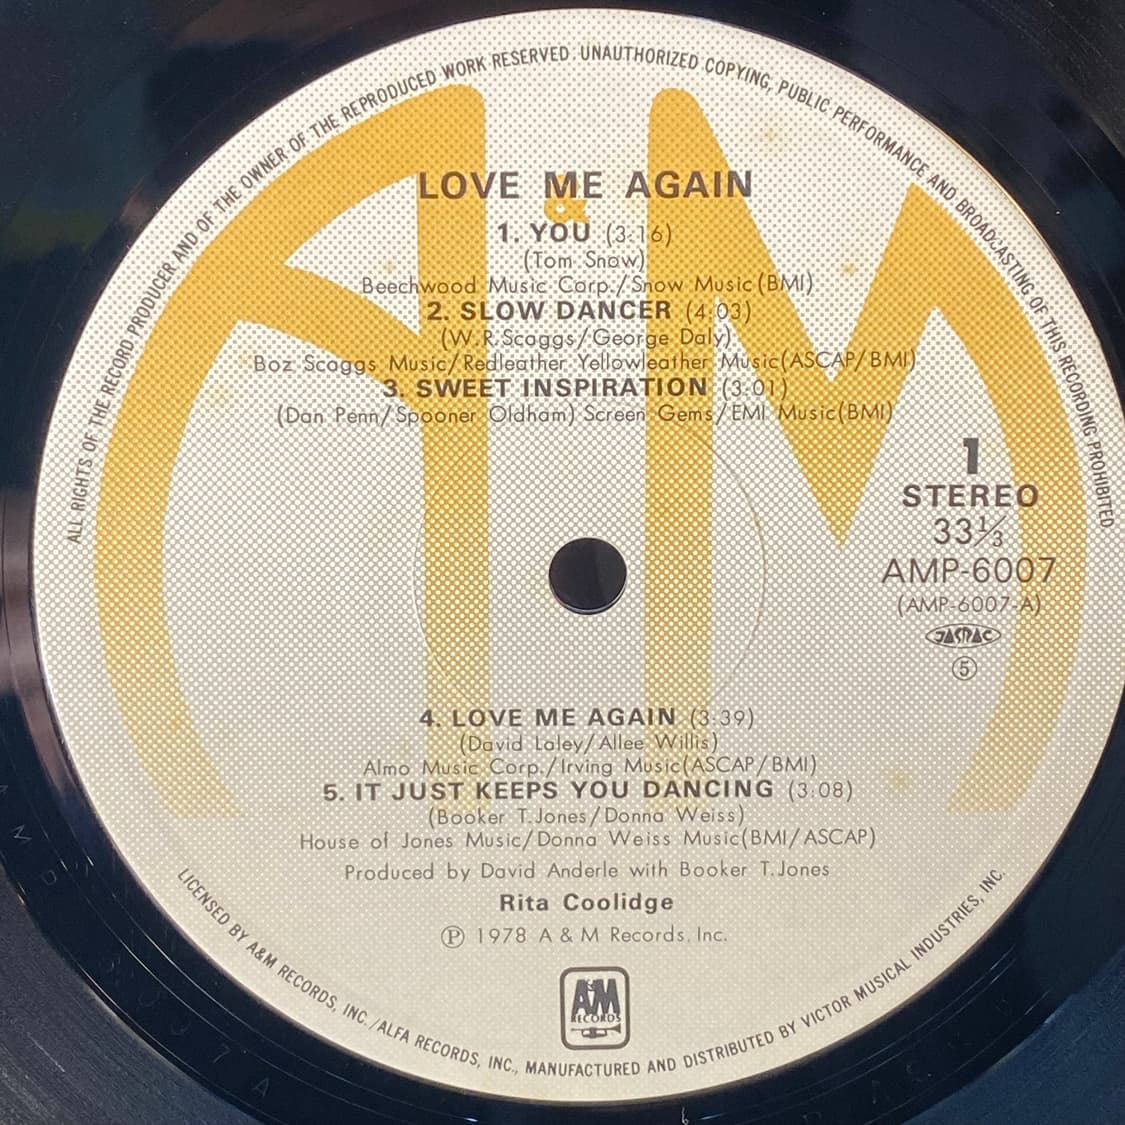 ALL RIGHTS OF THE RECORD PRODUCER AND OF THE OWNER OF THE REPRODUCED WORK RESERVED. UNAUTHORIZED COPYING, PUBLIC PERFORMANCE AND BROADCASTING OF THIS RECORDING PROHIBITED
LOVE ME AGAIN
&
1. YOU (3:16)
(Tom Snow)
Beechwood Music Corp./Snow Music(BMI)
2. SLOW DANCER (4:03)
(W.R.Scaggs/George Daly)
Boz Scaggs Music/Redleather Yellowleather Music(ASCAP/BMI)
3. SWEET INSPIRATION (3:01)
(Dan Penn/Spooner Oldham) Screen Gems/EMI Music(BMI)
1
STEREO
33⅓
AMP-6007
(AMP-6007-A)
JASRAC
⑤
4. LOVE ME AGAIN (3:39)
(David Laley/Allee Willis)
Almo Music Corp./Irving Music(ASCAP/BMI)
5. IT JUST KEEPS YOU DANCING (3:08)
(Booker T.Jones/Donna Weiss)
House of Jones Music/Donna Weiss Music(BMI/ASCAP)
Produced by David Anderle with Booker T.Jones
Rita Coolidge
℗ 1978 A & M Records, Inc.
A&M
RECORDS
LICENSED BY A&M RECORDS, INC./ALFA RECORDS, INC., MANUFACTURED AND DISTRIBUTED BY VICTOR MUSICAL INDUSTRIES, INC.